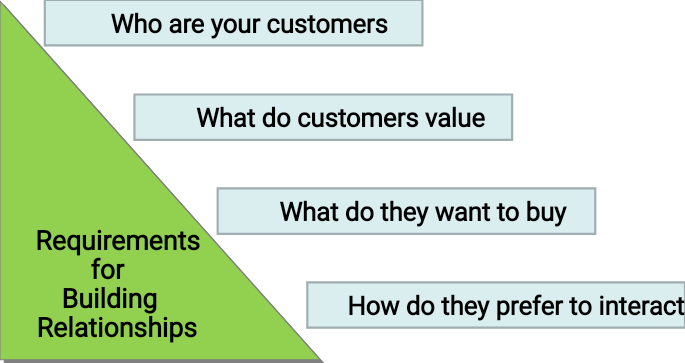 Who are your customers
What do customers value
What do they want to buy
How do they prefer to interact
Requirements
for
Building
Relationships